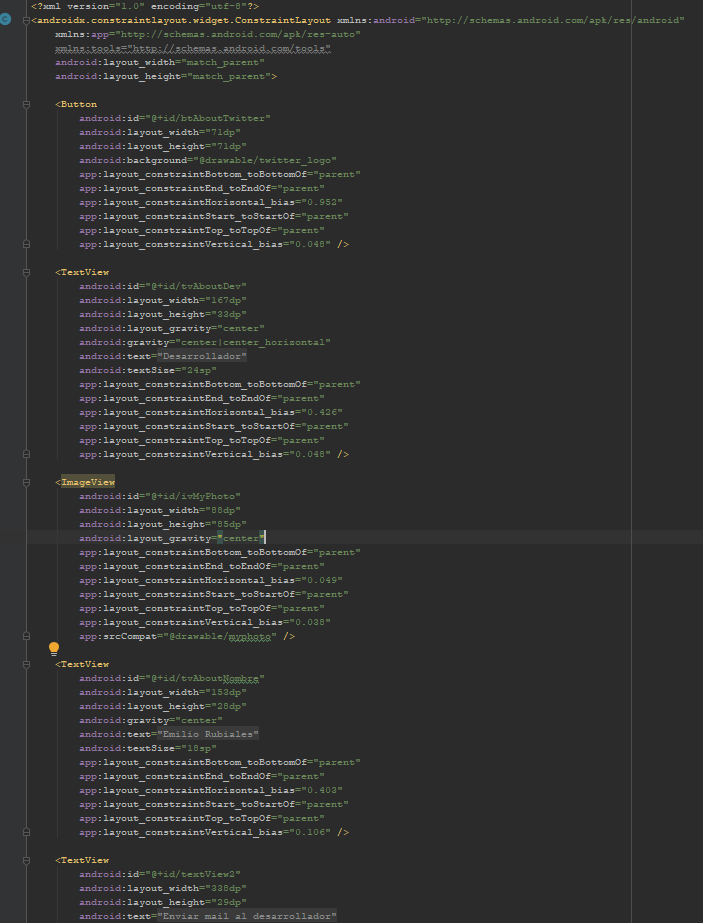 <?xml version="1.0" encoding="utf-8"?>
<androidx.constraintlayout.widget.ConstraintLayout xmlns:android="http://schemas.android.com/apk/res/android"
    xmlns:app="http://schemas.android.com/apk/res-auto"
    xmlns:tools="http://schemas.android.com/tools"
    android:layout_width="match_parent"
    android:layout_height="match_parent">

    <Button
        android:id="@+id/btAboutTwitter"
        android:layout_width="71dp"
        android:layout_height="71dp"
        android:background="@drawable/twitter_logo"
        app:layout_constraintBottom_toBottomOf="parent"
        app:layout_constraintEnd_toEndOf="parent"
        app:layout_constraintHorizontal_bias="0.952"
        app:layout_constraintStart_toStartOf="parent"
        app:layout_constraintTop_toTopOf="parent"
        app:layout_constraintVertical_bias="0.048" />

    <TextView
        android:id="@+id/tvAboutDev"
        android:layout_width="167dp"
        android:layout_height="33dp"
        android:layout_gravity="center"
        android:gravity="center|center_horizontal"
        android:text="Desarrollador"
        android:textSize="24sp"
        app:layout_constraintBottom_toBottomOf="parent"
        app:layout_constraintEnd_toEndOf="parent"
        app:layout_constraintHorizontal_bias="0.426"
        app:layout_constraintStart_toStartOf="parent"
        app:layout_constraintTop_toTopOf="parent"
        app:layout_constraintVertical_bias="0.048" />

    <ImageView
        android:id="@+id/ivMyPhoto"
        android:layout_width="88dp"
        android:layout_height="85dp"
        android:layout_gravity="center"
        app:layout_constraintBottom_toBottomOf="parent"
        app:layout_constraintEnd_toEndOf="parent"
        app:layout_constraintHorizontal_bias="0.049"
        app:layout_constraintStart_toStartOf="parent"
        app:layout_constraintTop_toTopOf="parent"
        app:layout_constraintVertical_bias="0.038"
        app:srcCompat="@drawable/myphoto" />

    <TextView
        android:id="@+id/tvAboutNombre"
        android:layout_width="153dp"
        android:layout_height="28dp"
        android:gravity="center"
        android:text="Emilio Rubiales"
        android:textSize="18sp"
        app:layout_constraintBottom_toBottomOf="parent"
        app:layout_constraintEnd_toEndOf="parent"
        app:layout_constraintHorizontal_bias="0.403"
        app:layout_constraintStart_toStartOf="parent"
        app:layout_constraintTop_toTopOf="parent"
        app:layout_constraintVertical_bias="0.106" />

    <TextView
        android:id="@+id/textView2"
        android:layout_width="338dp"
        android:layout_height="29dp"
        android:text="Enviar mail al desarrollador"